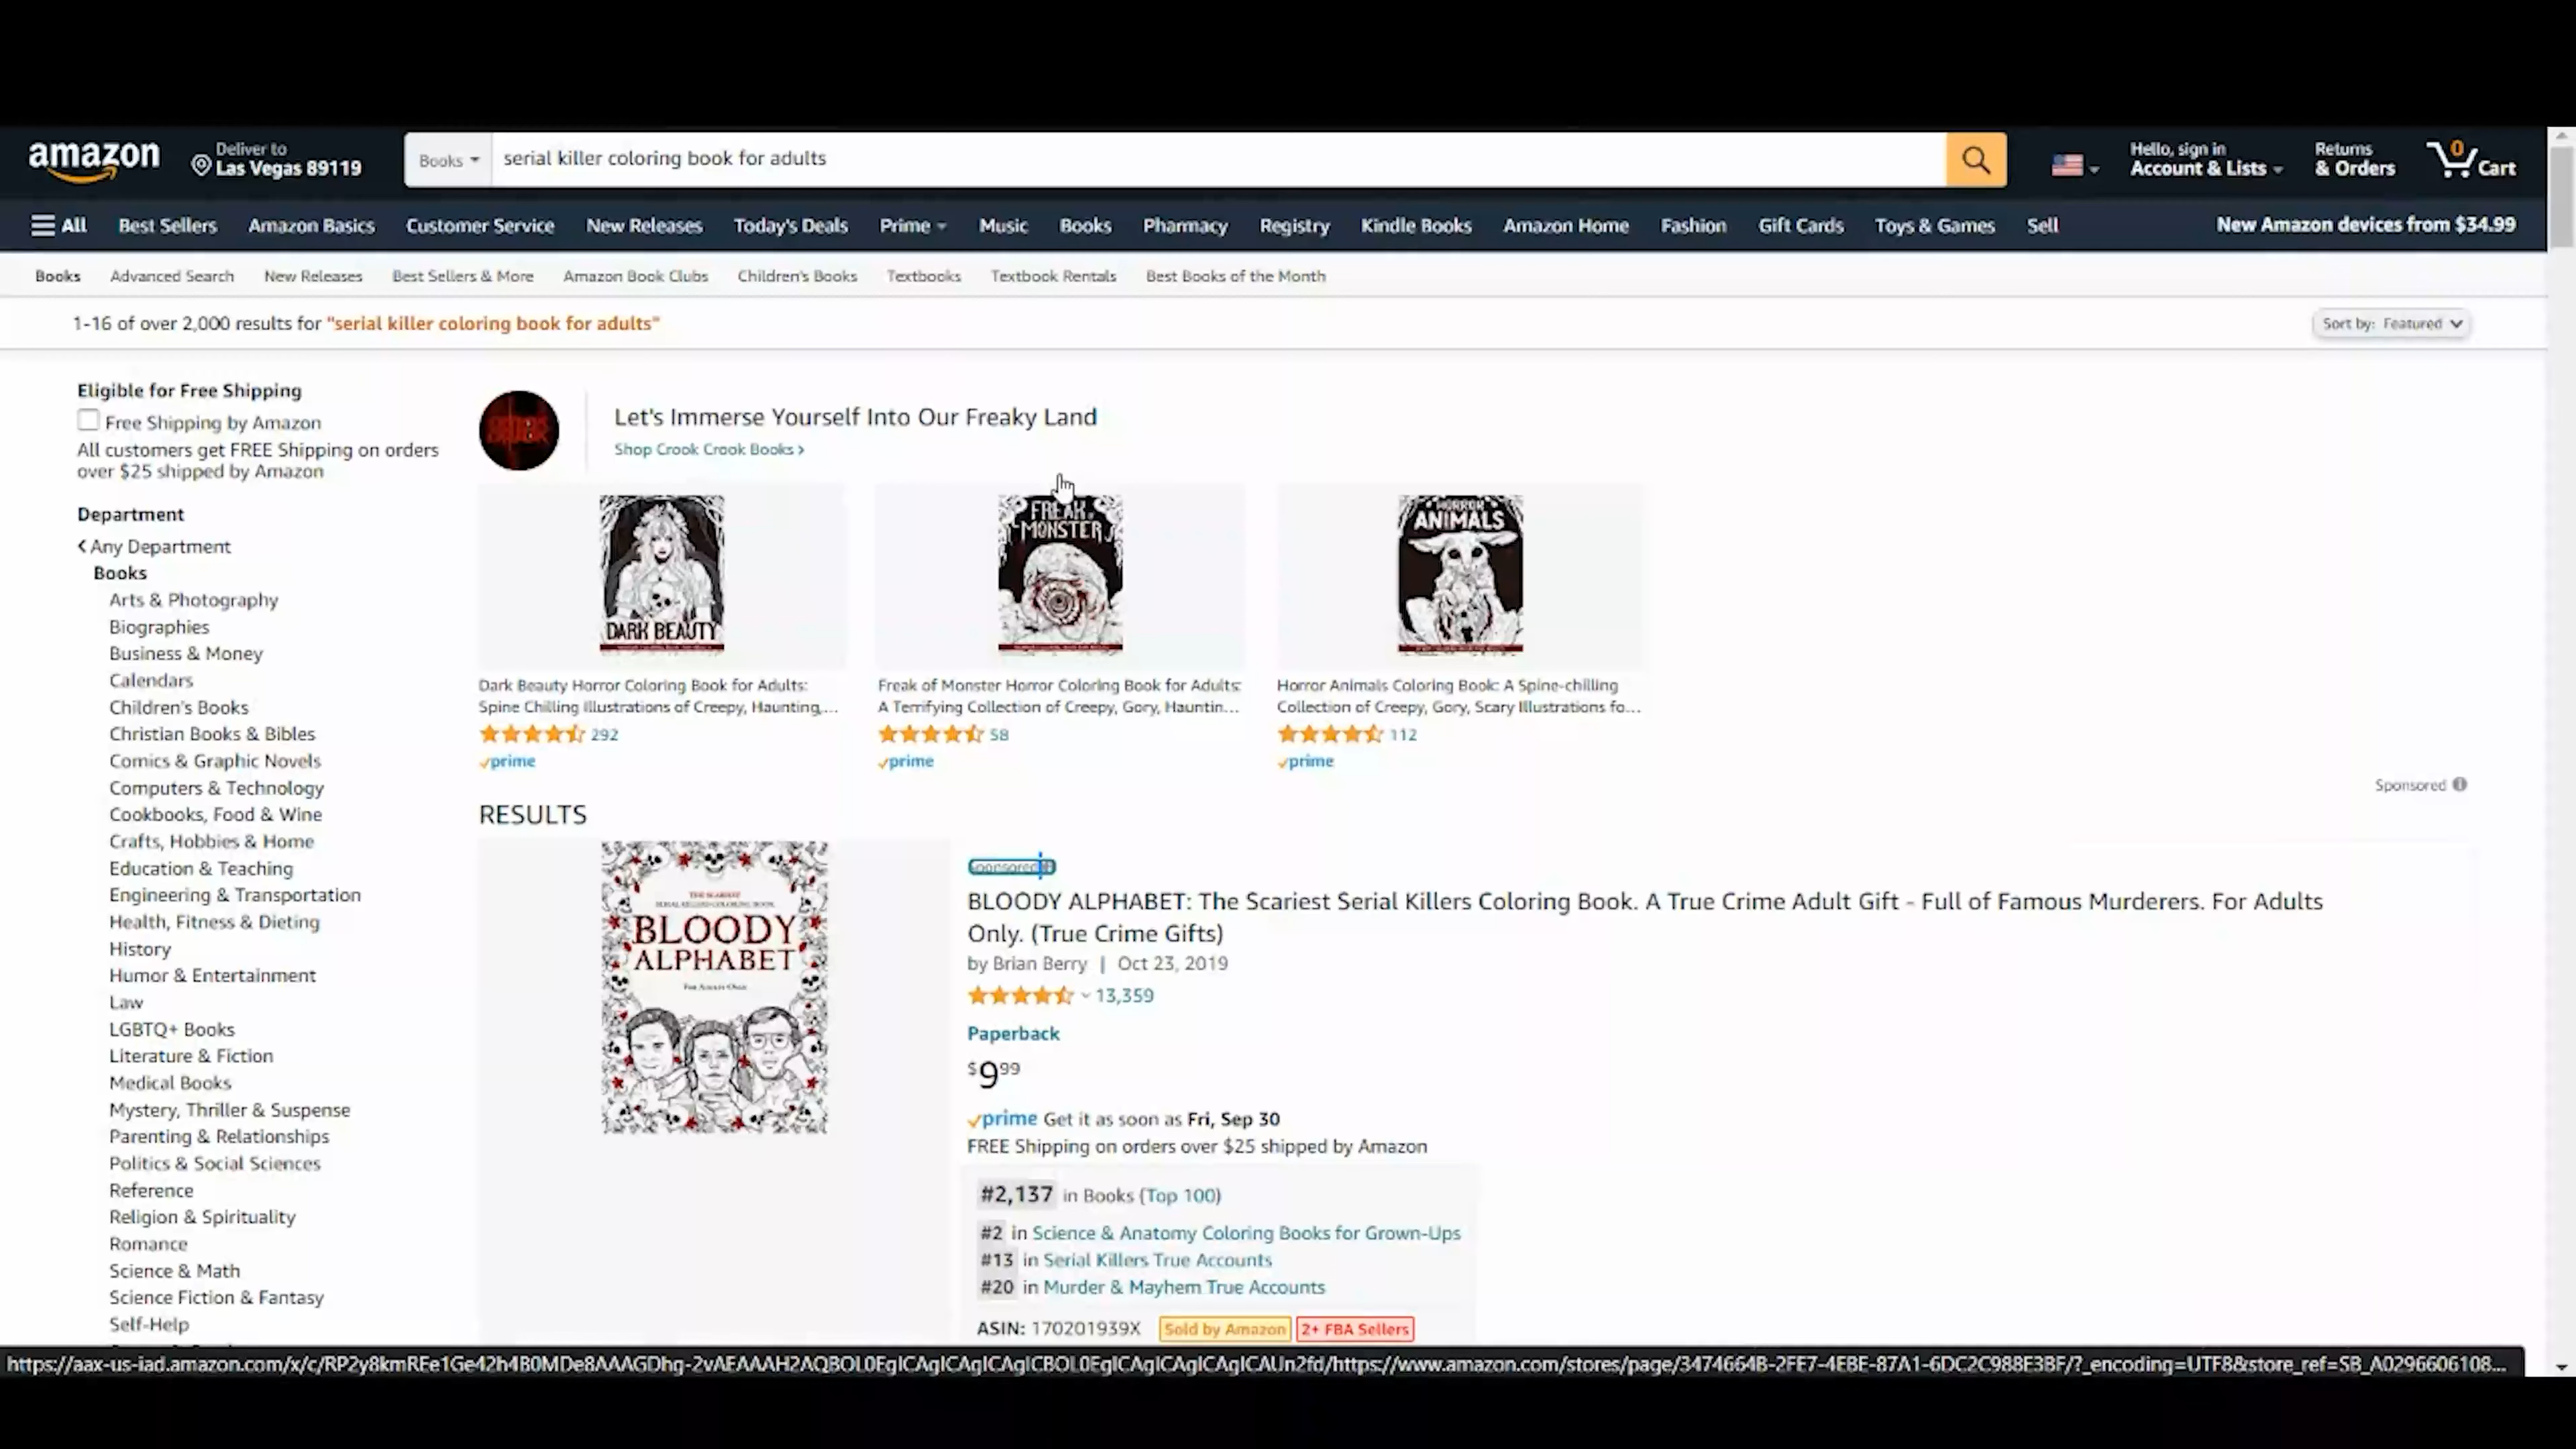 amazon
Deliver to
Las Vegas 89119
Books
serial killer coloring book for adults
Hello, sign in
Account & Lists
Returns
& Orders
0
Cart
All
Best Sellers
Amazon Basics
Customer Service
New Releases
Today's Deals
Prime
Music
Books
Pharmacy
Registry
Kindle Books
Amazon Home
Fashion
Gift Cards
Toys & Games
Sell
New Amazon devices from $34.99
Books
Advanced Search
New Releases
Best Sellers & More
Amazon Book Clubs
Children's Books
Textbooks
Textbook Rentals
Best Books of the Month
1-16 of over 2,000 results for "serial killer coloring book for adults"
Sort by: Featured
Eligible for Free Shipping
Free Shipping by Amazon
All customers get FREE Shipping on orders
over $25 shipped by Amazon
Department
Any Department
Books
Arts & Photography
Biographies
Business & Money
Calendars
Children's Books
Christian Books & Bibles
Comics & Graphic Novels
Computers & Technology
Cookbooks, Food & Wine
Crafts, Hobbies & Home
Education & Teaching
Engineering & Transportation
Health, Fitness & Dieting
History
Humor & Entertainment
Law
LGBTQ+ Books
Literature & Fiction
Medical Books
Mystery, Thriller & Suspense
Parenting & Relationships
Politics & Social Sciences
Reference
Religion & Spirituality
Romance
Science & Math
Science Fiction & Fantasy
Self-Help
Let's Immerse Yourself Into Our Freaky Land
Shop Crook Crook Books
DARK BEAUTY
Dark Beauty Horror Coloring Book for Adults:
Spine Chilling Illustrations of Creepy, Haunting,...
292
prime
FREAK OF
MONSTER
Freak of Monster Horror Coloring Book for Adults:
A Terrifying Collection of Creepy, Gory, Hauntin...
58
prime
HORROR
ANIMALS
Horror Animals Coloring Book: A Spine-chilling
Collection of Creepy, Gory, Scary Illustrations fo...
112
prime
Sponsored
RESULTS
THE SCARIEST
SERIAL KILLERS COLORING BOOK
BLOODY
ALPHABET
For Adults Only
Sponsored
BLOODY ALPHABET: The Scariest Serial Killers Coloring Book. A True Crime Adult Gift - Full of Famous Murderers. For Adults
Only. (True Crime Gifts)
by Brian Berry | Oct 23, 2019
13,359
Paperback
$9.99
prime Get it as soon as Fri, Sep 30
FREE Shipping on orders over $25 shipped by Amazon
#2,137 in Books (Top 100)
#2 in Science & Anatomy Coloring Books for Grown-Ups
#13 in Serial Killers True Accounts
#20 in Murder & Mayhem True Accounts
ASIN: 170201939X Sold by Amazon 2+ FBA Sellers